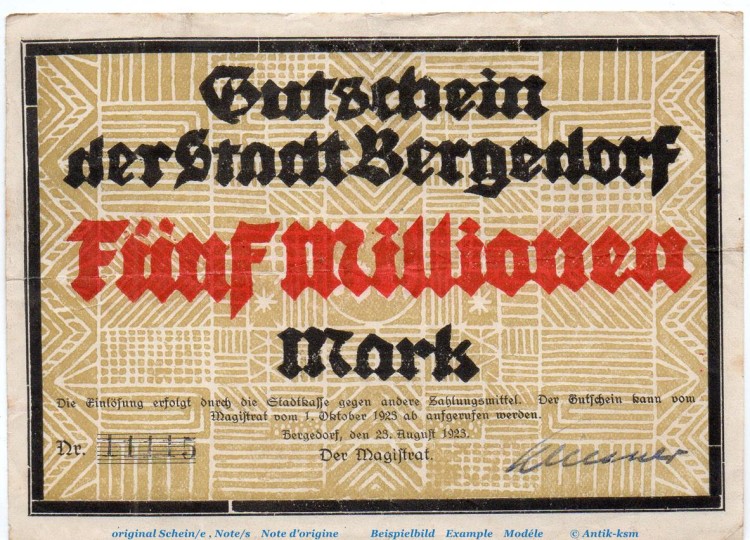 Gutschein
der Stadt Bergedorf
Fünf Millionen
Mark
Die Einlösung erfolgt durch die Stadtkasse gegen andere Zahlungsmittel. Der Gutschein kann vom
Magistrat vom 1. Oktober 1923 ab aufgerufen werden.
Bergedorf, den 23. August 1923.
Nr. 11115
Der Magistrat.
original Schein/e , Note/s Note d'origine Beispielbild Example Modéle © Antik-ksm